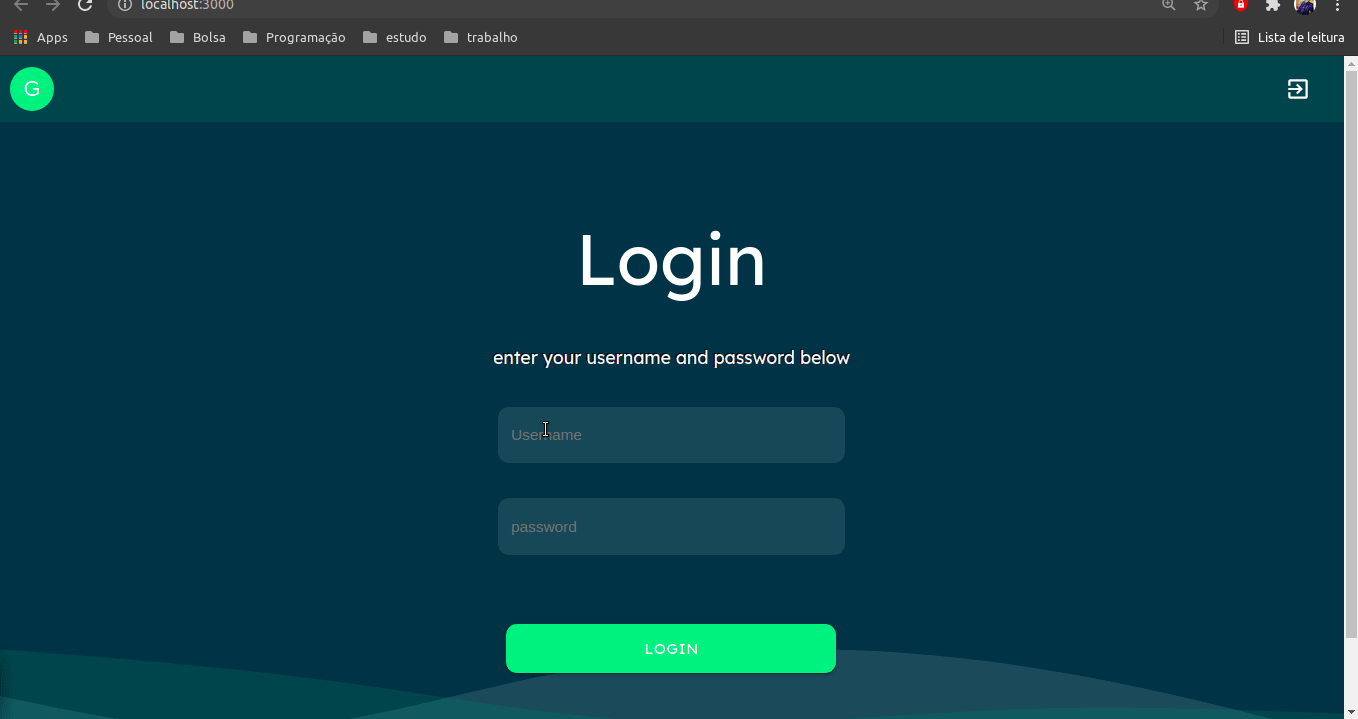 localhost:3000
Apps Pessoal Bolsa Programação estudo trabalho Lista de leitura
G
Login
enter your username and password below
Username
password
LOGIN